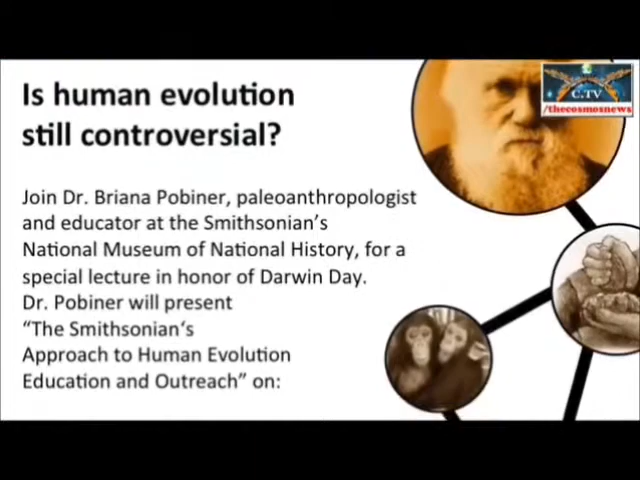 Is human evolution
still controversial?
Join Dr. Briana Pobiner, paleoanthropologist
and educator at the Smithsonian's
National Museum of National History, for a
special lecture in honor of Darwin Day.
Dr. Pobiner will present
"The Smithsonian's
Approach to Human Evolution
Education and Outreach" on:
C.TV
/thecosmosnews